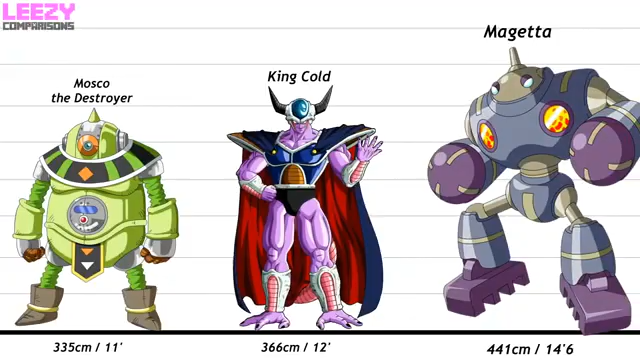 LEEZY
COMPARISONS
Magetta
King Cold
Mosco
the Destroyer
335cm / 11'
366cm / 12'
441cm / 14'6